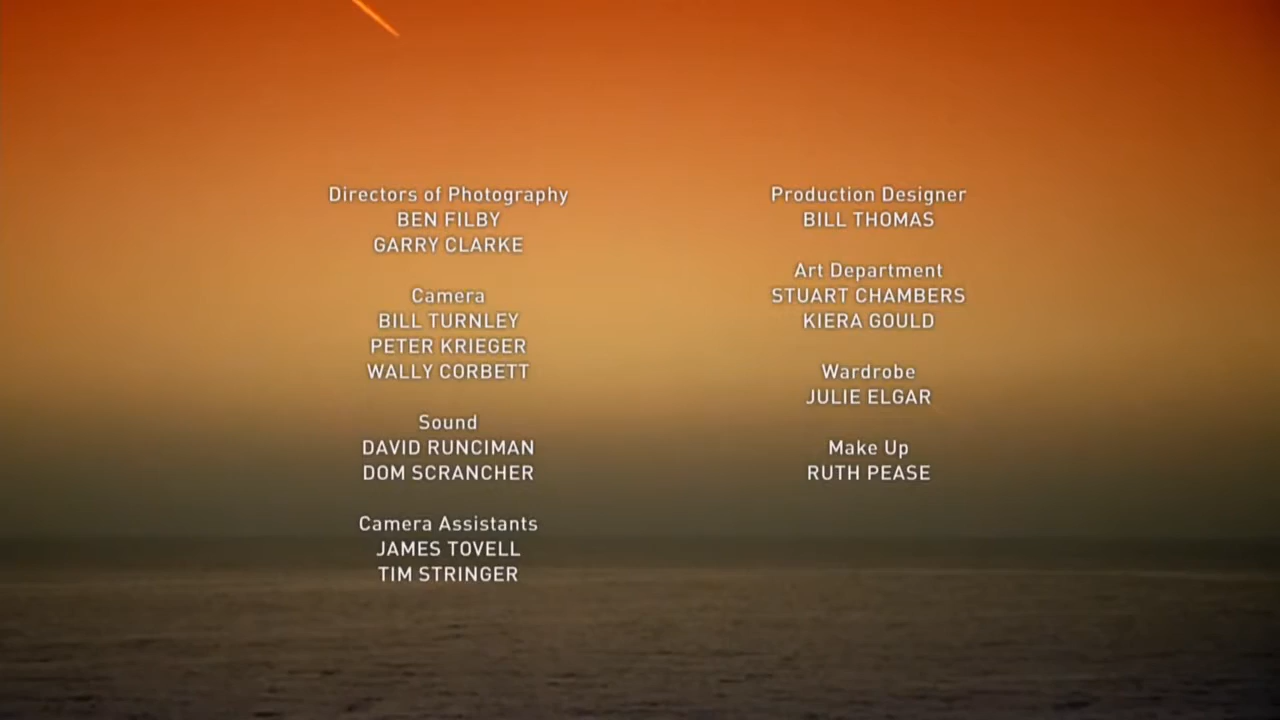 Directors of Photography
BEN FILBY
GARRY CLARKE
Camera
BILL TURNLEY
PETER KRIEGER
WALLY CORBETT
Sound
DAVID RUNCIMAN
DOM SCRANCHER
Camera Assistants
JAMES TOVELL
TIM STRINGER
Production Designer
BILL THOMAS
Art Department
STUART CHAMBERS
KIERA GOULD
Wardrobe
JULIE ELGAR
Make Up
RUTH PEASE